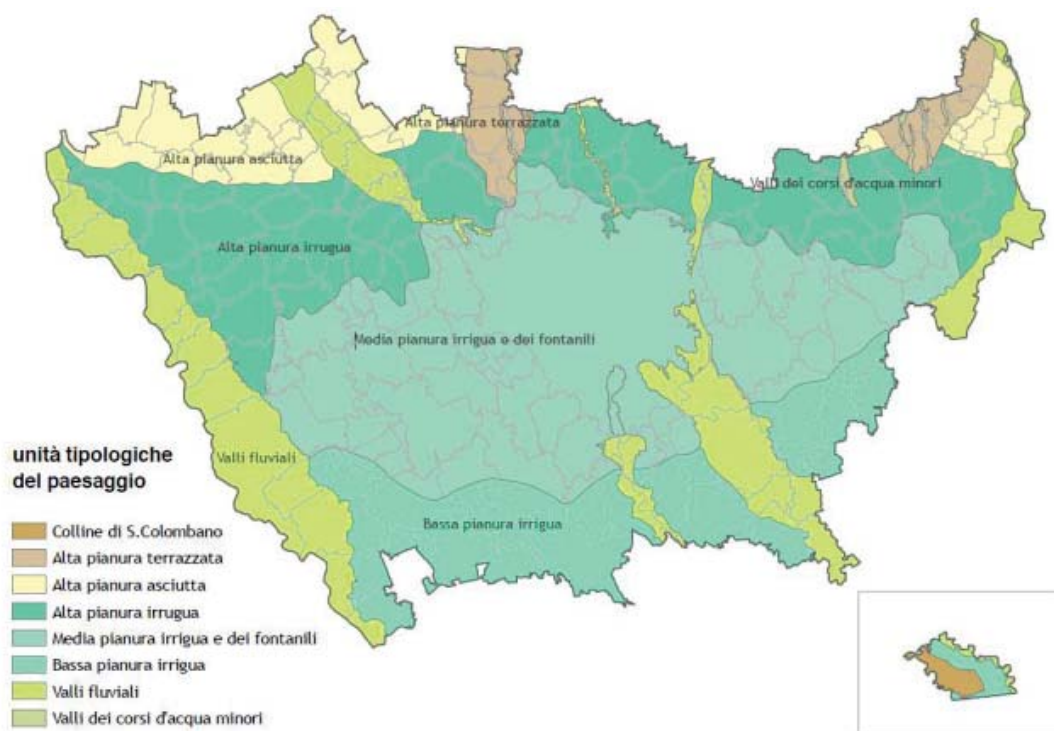 Alta pianura terrazzata
Alta pianura asciutta
Valli dei corsi d'acqua minori
Alta pianura irrugua
Media pianura irrigua e dei fontanili
Valli fluviali
Bassa pianura irrigua
unità tipologiche
del paesaggio
Colline di S.Colombano
Alta pianura terrazzata
Alta pianura asciutta
Alta pianura irrugua
Media pianura irrigua e dei fontanili
Bassa pianura irrigua
Valli fluviali
Valli dei corsi d'acqua minori